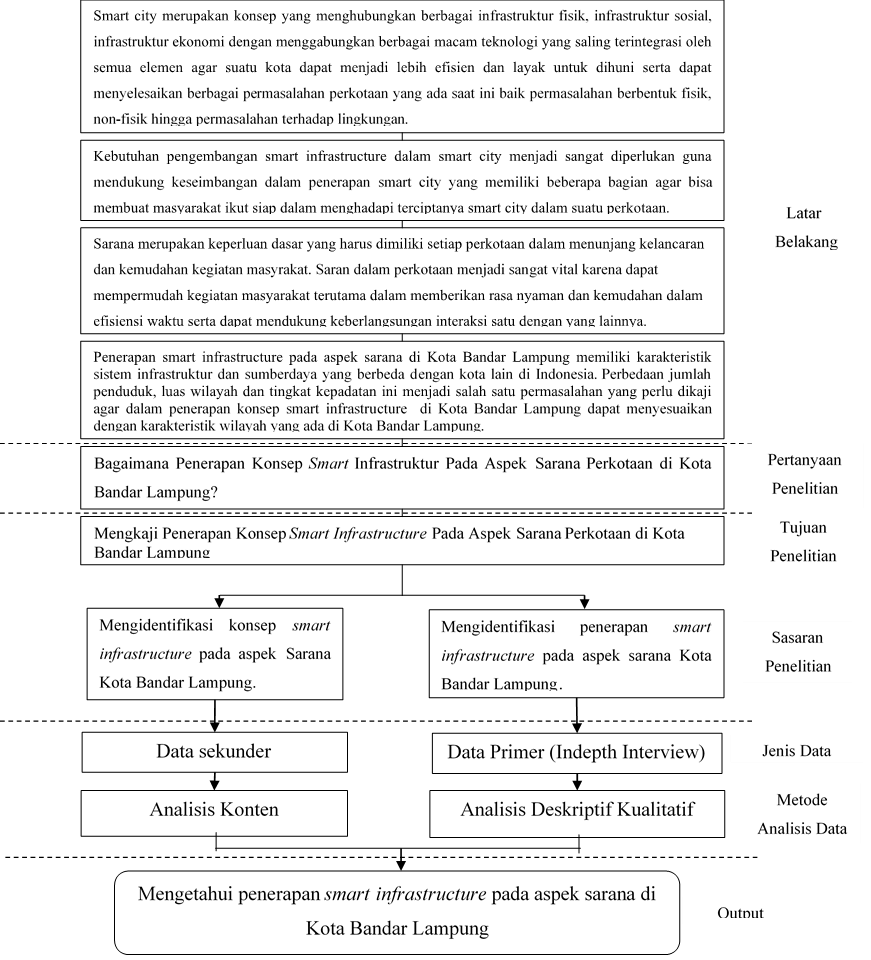 Smart city merupakan konsep yang menghubungkan berbagai infrastruktur fisik, infrastruktur sosial,
infrastruktur ekonomi dengan menggabungkan berbagai macam teknologi yang saling terintegrasi oleh
semua elemen agar suatu kota dapat menjadi lebih efisien dan layak untuk dihuni serta dapat
menyelesaikan berbagai permasalahan perkotaan yang ada saat ini baik permasalahan berbentuk fisik,
non-fisik hingga permasalahan terhadap lingkungan.
Kebutuhan pengembangan smart infrastructure dalam smart city menjadi sangat diperlukan guna
mendukung keseimbangan dalam penerapan smart city yang memiliki beberapa bagian agar bisa
membuat masyarakat ikut siap dalam menghadapi terciptanya smart city dalam suatu perkotaan.
Sarana merupakan keperluan dasar yang harus dimiliki setiap perkotaan dalam menunjang kelancaran
dan kemudahan kegiatan masyrakat. Saran dalam perkotaan menjadi sangat vital karena dapat
mempermudah kegiatan masyarakat terutama dalam memberikan rasa nyaman dan kemudahan dalam
efisiensi waktu serta dapat mendukung keberlangsungan interaksi satu dengan yang lainnya.
Penerapan smart infrastructure pada aspek sarana di Kota Bandar Lampung memiliki karakteristik
sistem infrastruktur dan sumberdaya yang berbeda dengan kota lain di Indonesia. Perbedaan jumlah
penduduk, luas wilayah dan tingkat kepadatan ini menjadi salah satu permasalahan yang perlu dikaji
agar dalam penerapan konsep smart infrastructure di Kota Bandar Lampung dapat menyesuaikan
dengan karakteristik wilayah yang ada di Kota Bandar Lampung.
Latar
Belakang
Bagaimana Penerapan Konsep Smart Infrastruktur Pada Aspek Sarana Perkotaan di Kota
Bandar Lampung?
Pertanyaan
Penelitian
Mengkaji Penerapan Konsep Smart Infrastructure Pada Aspek Sarana Perkotaan di Kota
Bandar Lampung
Tujuan
Penelitian
Mengidentifikasi konsep smart
infrastructure pada aspek Sarana
Kota Bandar Lampung.
Mengidentifikasi penerapan smart
infrastructure pada aspek sarana Kota
Bandar Lampung.
Sasaran
Penelitian
Data sekunder
Data Primer (Indepth Interview)
Jenis Data
Analisis Konten
Analisis Deskriptif Kualitatif
Metode
Analisis Data
Mengetahui penerapan smart infrastructure pada aspek sarana di
Kota Bandar Lampung
Output